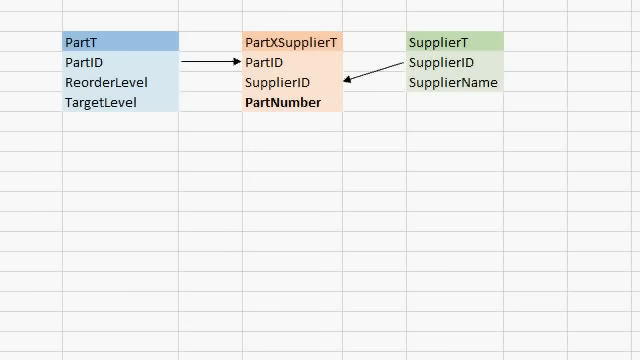 PartT
PartID
ReorderLevel
TargetLevel
PartXSupplierT
PartID
SupplierID
PartNumber
SupplierT
SupplierID
SupplierName